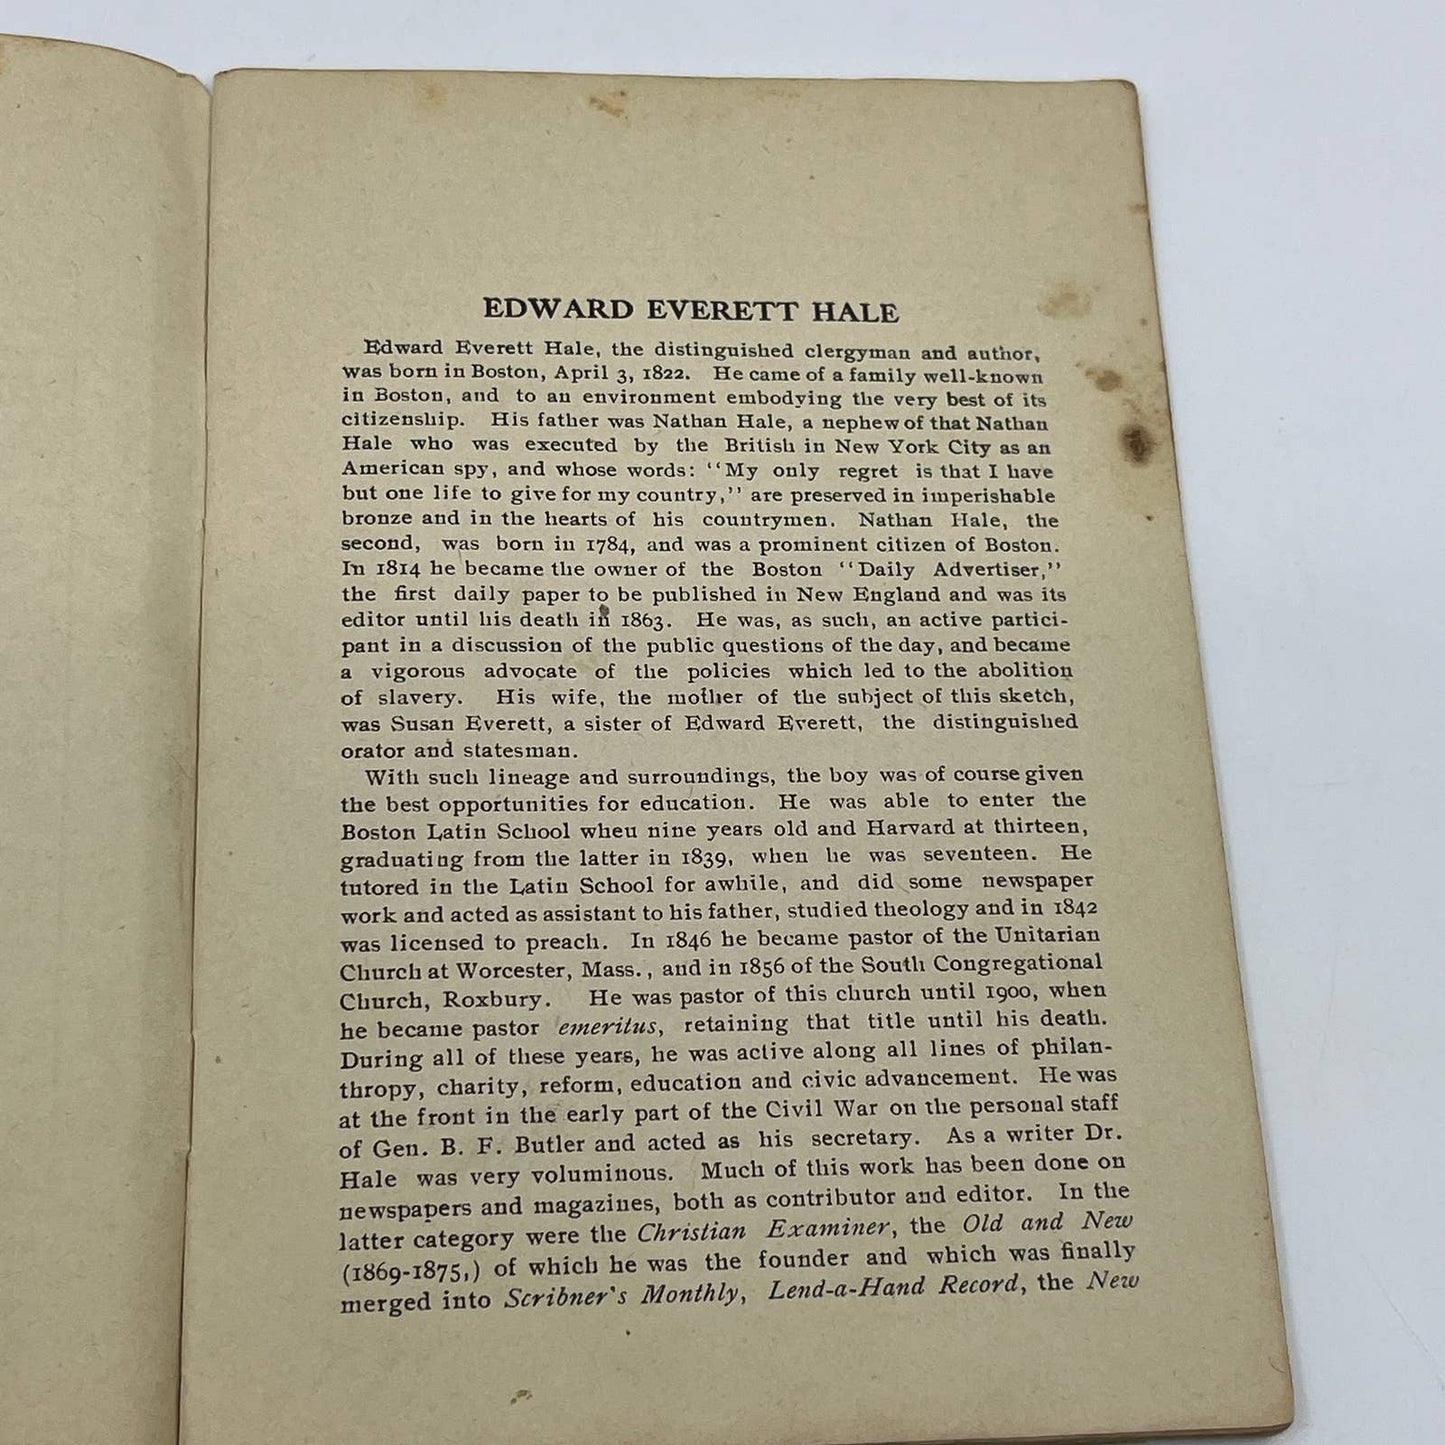 EDWARD EVERETT HALE
Edward Everett Hale, the distinguished clergyman and author,
was born in Boston, April 3, 1822. He came of a family well-known
in Boston, and to an environment embodying the very best of its
citizenship. His father was Nathan Hale, a nephew of that Nathan
Hale who was executed by the British in New York City as an
American spy, and whose words: "My only regret is that I have
but one life to give for my country," are preserved in imperishable
bronze and in the hearts of his countrymen. Nathan Hale, the
second, was born in 1784, and was a prominent citizen of Boston.
In 1814 he became the owner of the Boston "Daily Advertiser,"
the first daily paper to be published in New England and was its
editor until his death in 1863. He was, as such, an active partici-
pant in a discussion of the public questions of the day, and became
a vigorous advocate of the policies which led to the abolition
of slavery. His wife, the mother of the subject of this sketch,
was Susan Everett, a sister of Edward Everett, the distinguished
orator and statesman.
With such lineage and surroundings, the boy was of course given
the best opportunities for education. He was able to enter the
Boston Latin School wheu nine years old and Harvard at thirteen,
graduating from the latter in 1839, when he was seventeen. He
tutored in the Latin School for awhile, and did some newspaper
work and acted as assistant to his father, studied theology and in 1842
was licensed to preach. In 1846 he became pastor of the Unitarian
Church at Worcester, Mass., and in 1856 of the South Congregational
Church, Roxbury. He was pastor of this church until 1900, when
he became pastor emeritus, retaining that title until his death.
During all of these years, he was active along all lines of philan-
thropy, charity, reform, education and civic advancement. He was
at the front in the early part of the Civil War on the personal staff
of Gen. B. F. Butler and acted as his secretary. As a writer Dr.
Hale was very voluminous. Much of this work has been done on
newspapers and magazines, both as contributor and editor. In the
latter category were the Christian Examiner, the Old and New
(1869-1875,) of which he was the founder and which was finally
merged into Scribner's Monthly, Lend-a-Hand Record, the New